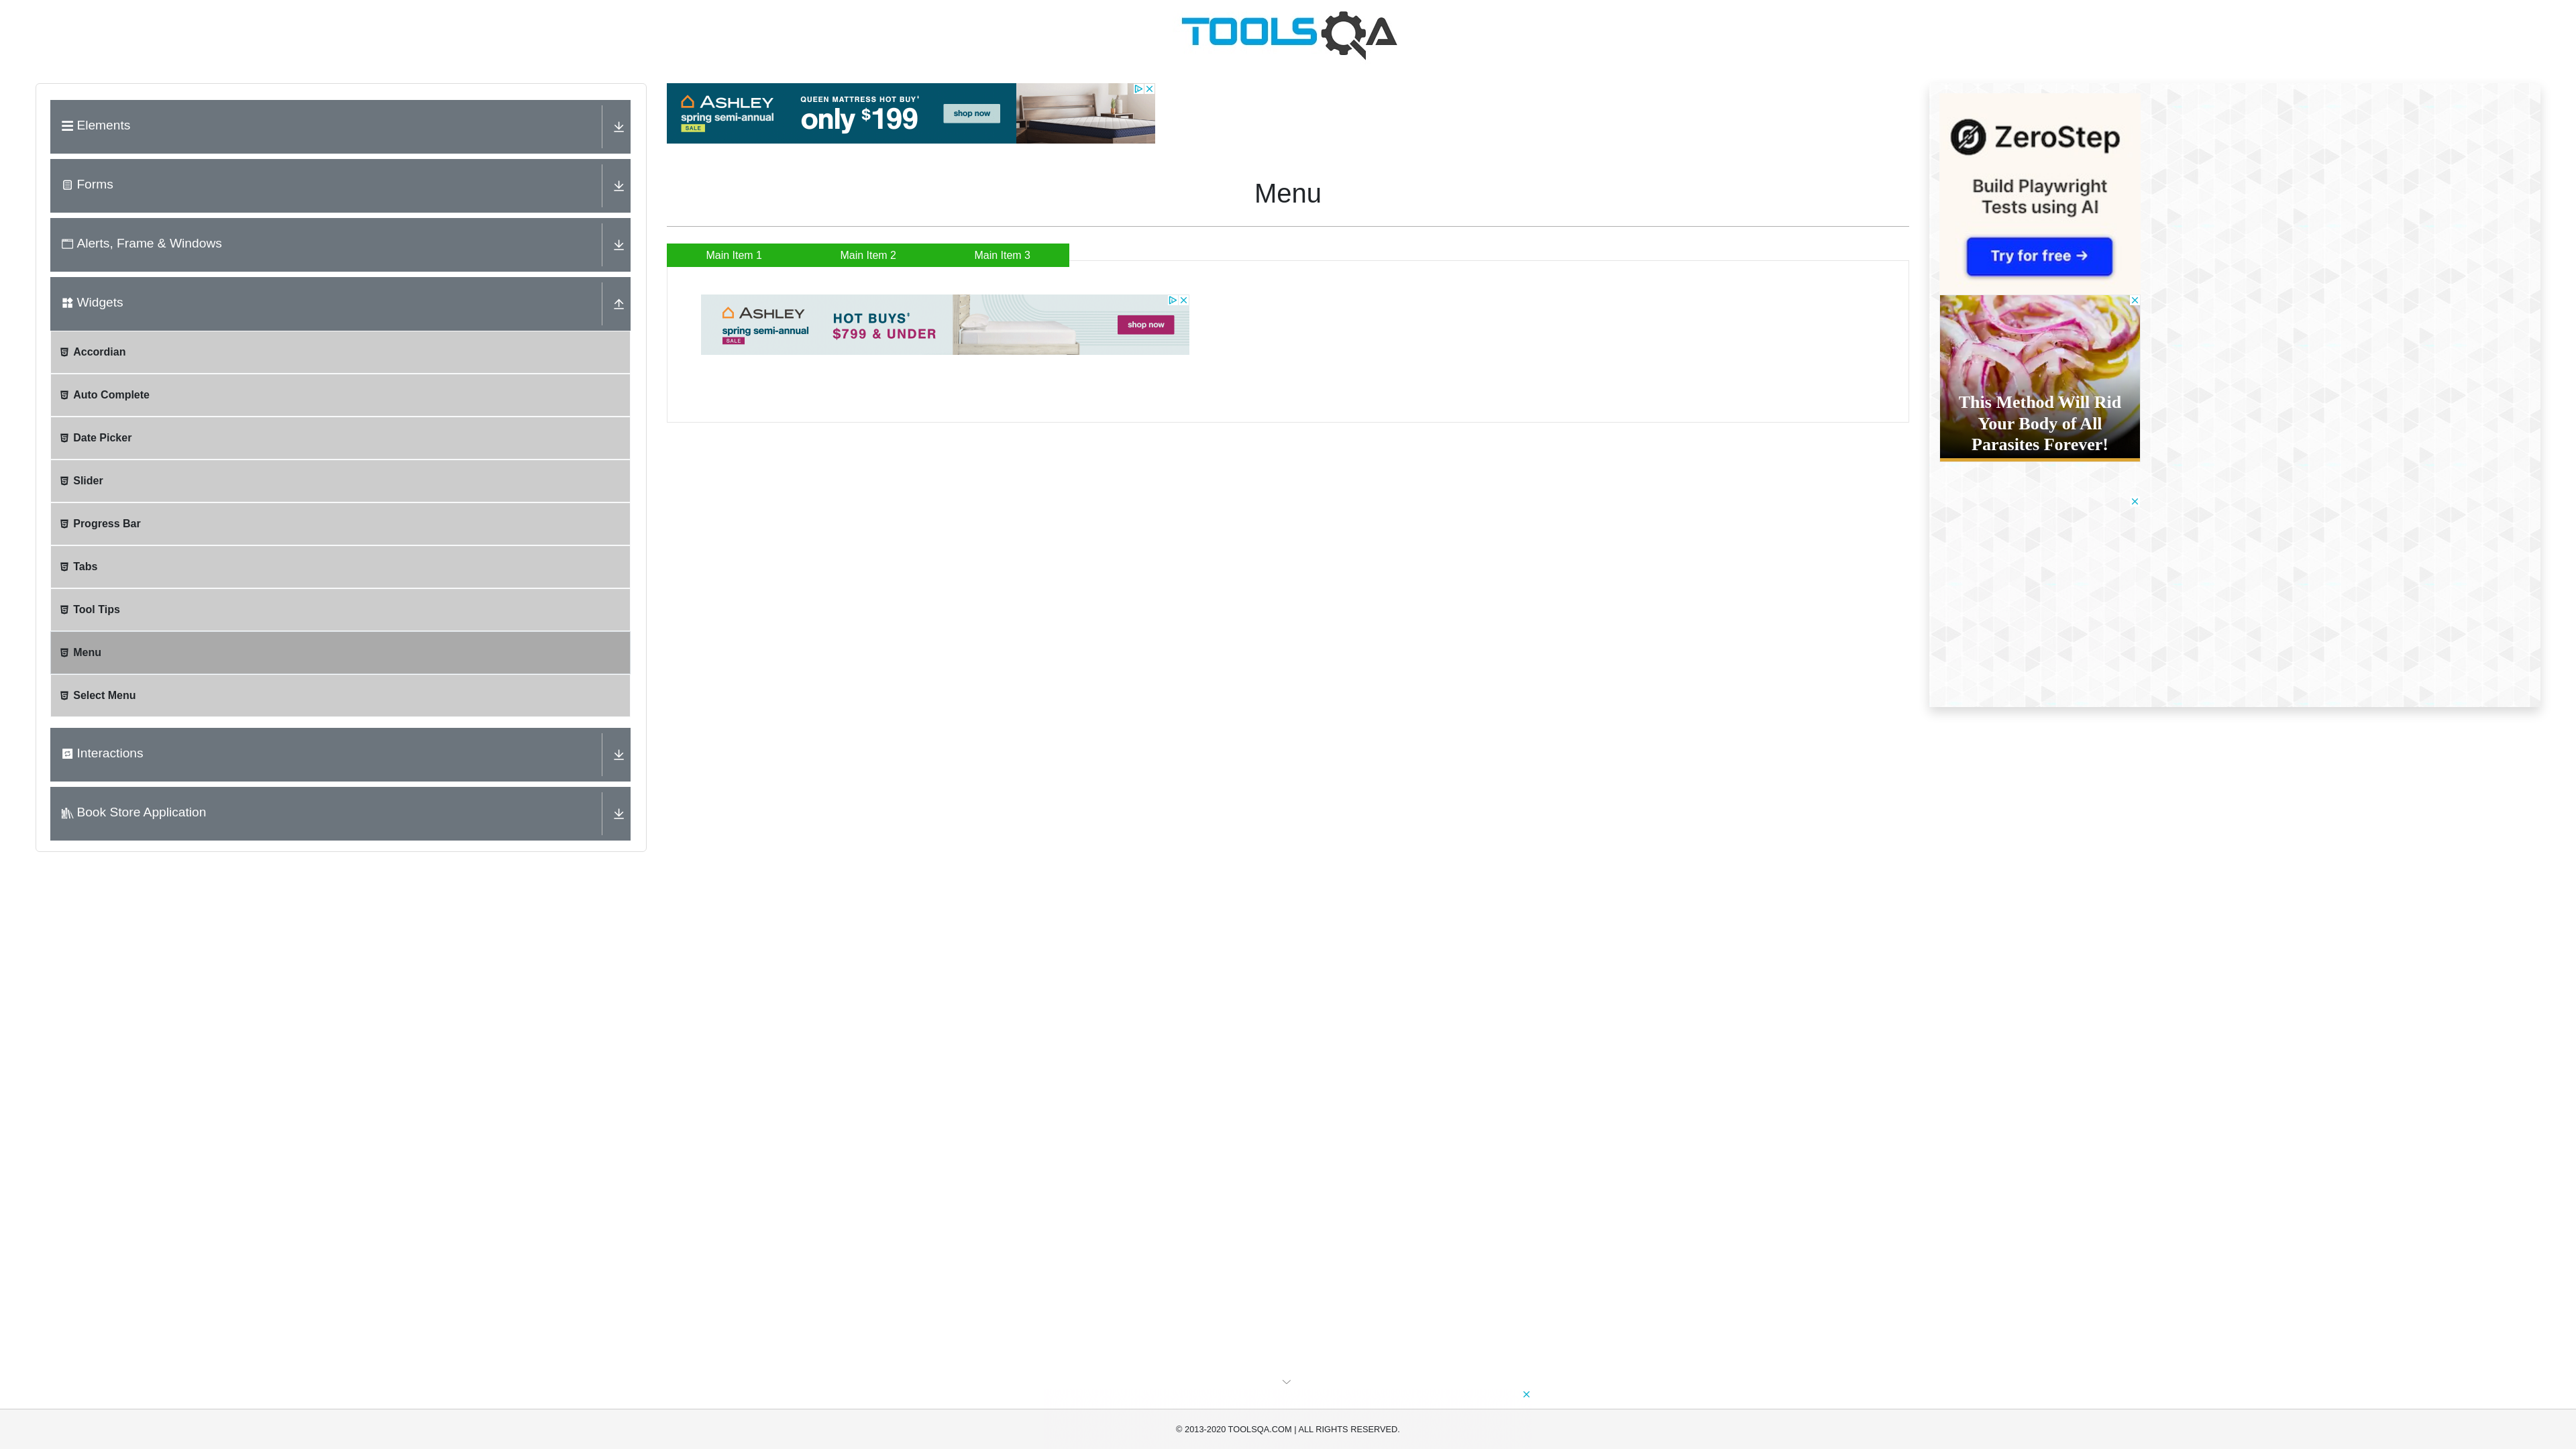 TOOLSQA
Elements
Forms
Alerts, Frame & Windows
Widgets
Accordian
Auto Complete
Date Picker
Slider
Progress Bar
Tabs
Tool Tips
Menu
Select Menu
Interactions
Book Store Application
ASHLEY
spring semi-annual
SALE
QUEEN MATTRESS HOT BUY†
only $199
shop now
Menu
Main Item 1
Main Item 2
Main Item 3
ASHLEY
spring semi-annual
SALE
HOT BUYS†
$799 & UNDER
shop now
ZeroStep
Build Playwright
Tests using AI
Try for free →
This Method Will Rid
Your Body of All
Parasites Forever!
© 2013-2020 TOOLSQA.COM | ALL RIGHTS RESERVED.